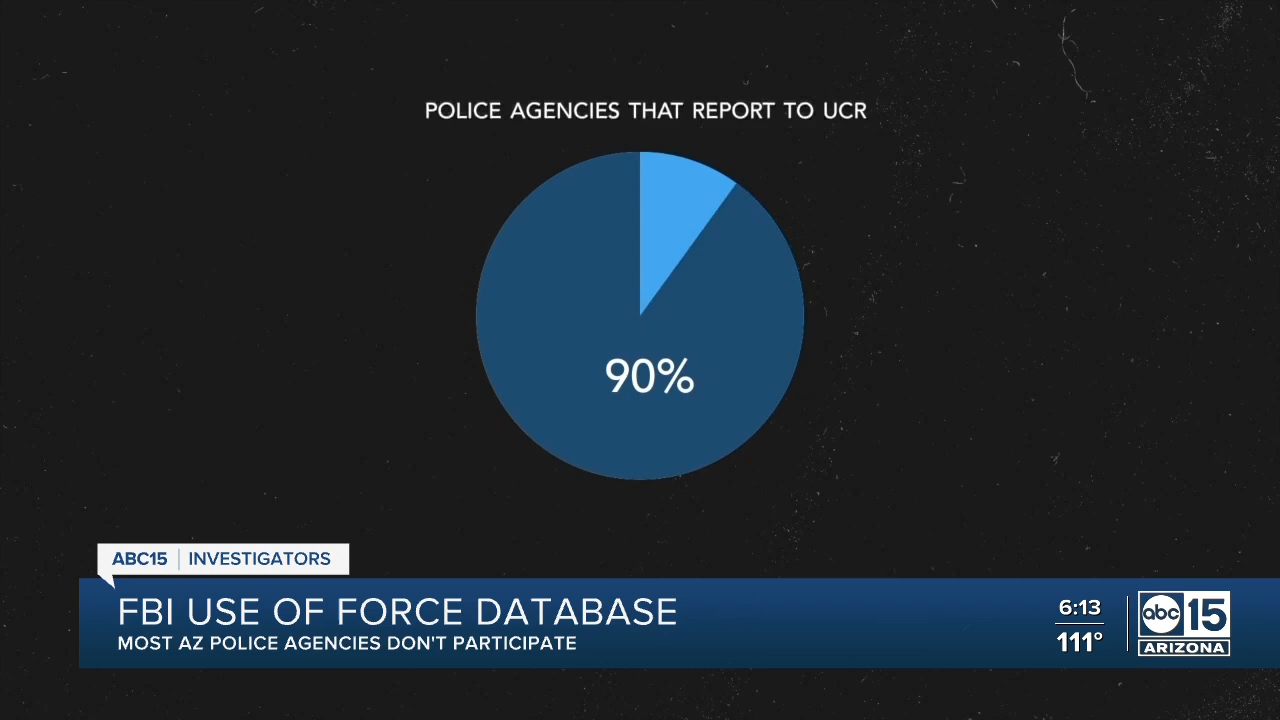 POLICE AGENCIES THAT REPORT TO UCR
90%
ABC15 INVESTIGATORS
FBI USE OF FORCE DATABASE
MOST AZ POLICE AGENCIES DON'T PARTICIPATE
6:13
111°
abc 15
ARIZONA